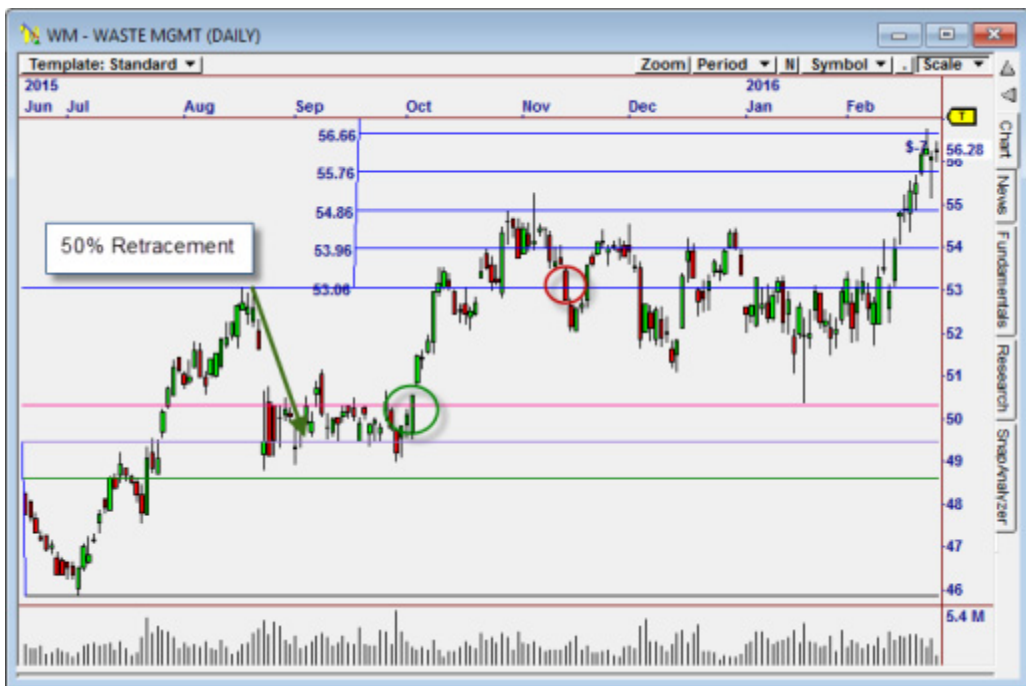 WM - WASTE MGMT (DAILY)
Template: Standard
Zoom Period N Symbol . Scale
2015 2016
Jun Jul Aug Sep Oct Nov Dec Jan Feb
T
56.66
$-7
56.28
56
55.76
55
54.86
50% Retracement
54
53.96
53.06
53
52
51
50
49
48
47
46
5.4 M
Chart
News
Fundamentals
Research
SnapAnalyzer